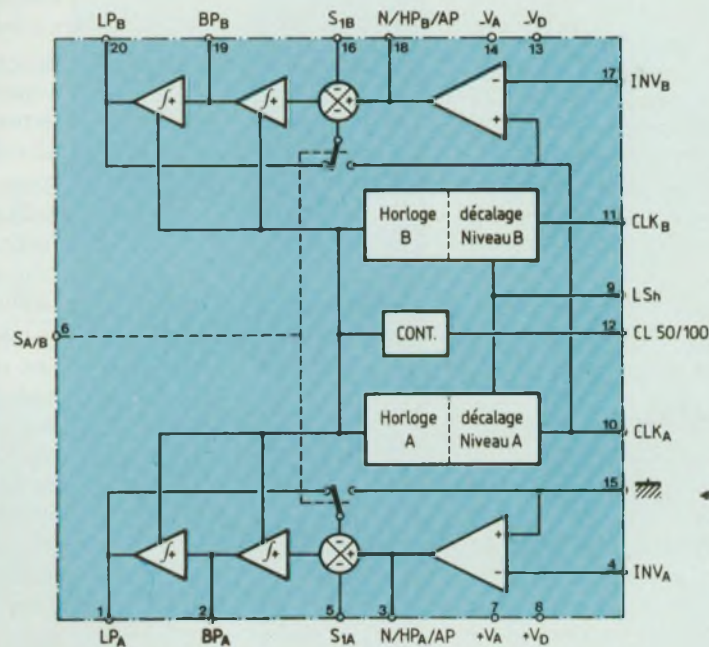 LPB BPB S1B N/HPB/AP -VA -VD
20 19 16 18 14 13
∫+ ∫+ - + - - 17 INVB
+
Horloge B décalage Niveau B 11 CLKB
9 LSh
SA/B 6 CONT. 12 CL 50/100
Horloge A décalage Niveau A 10 CLKA
15
∫+ ∫+ - + - +
- 4 INVA
1 2 5 3 7 8
LPA BPA S1A N/HPA/AP +VA +VD